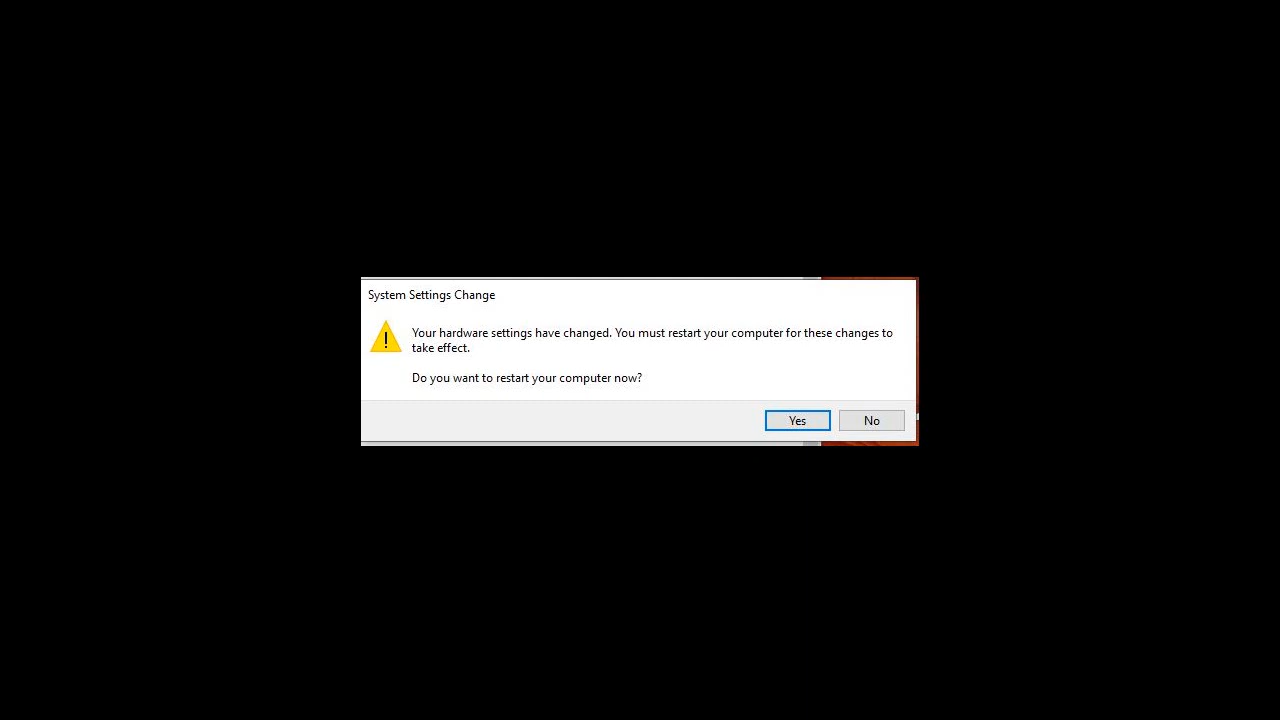 System Settings Change
Your hardware settings have changed. You must restart your computer for these changes to
take effect.
Do you want to restart your computer now?
Yes
No